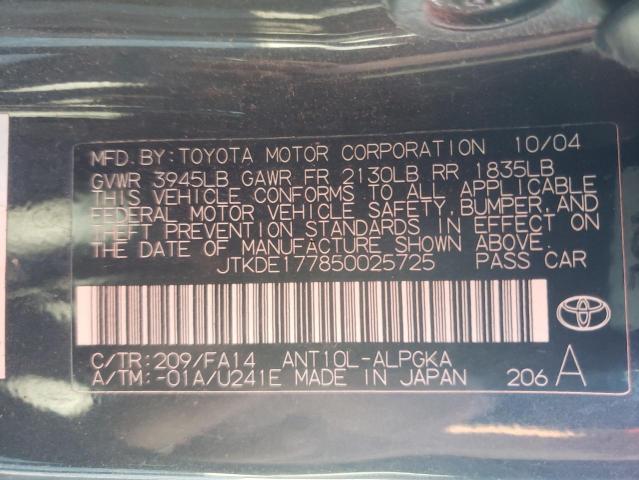 MFD.BY:TOYOTA MOTOR CORPORATION 10/04
GVWR 3945LB GAWR FR 2130LB RR 1835LB
THIS VEHICLE CONFORMS TO ALL APPLICABLE
FEDERAL MOTOR VEHICLE SAFETY,BUMPER,AND
THEFT PREVENTION STANDARDS IN EFFECT ON
THE DATE OF MANUFACTURE SHOWN ABOVE.
JTKDE177850025725 PASS CAR
C/TR:209/FA14 ANT10L-ALPGKA
A/TM:-01A/U241E MADE IN JAPAN 206 A